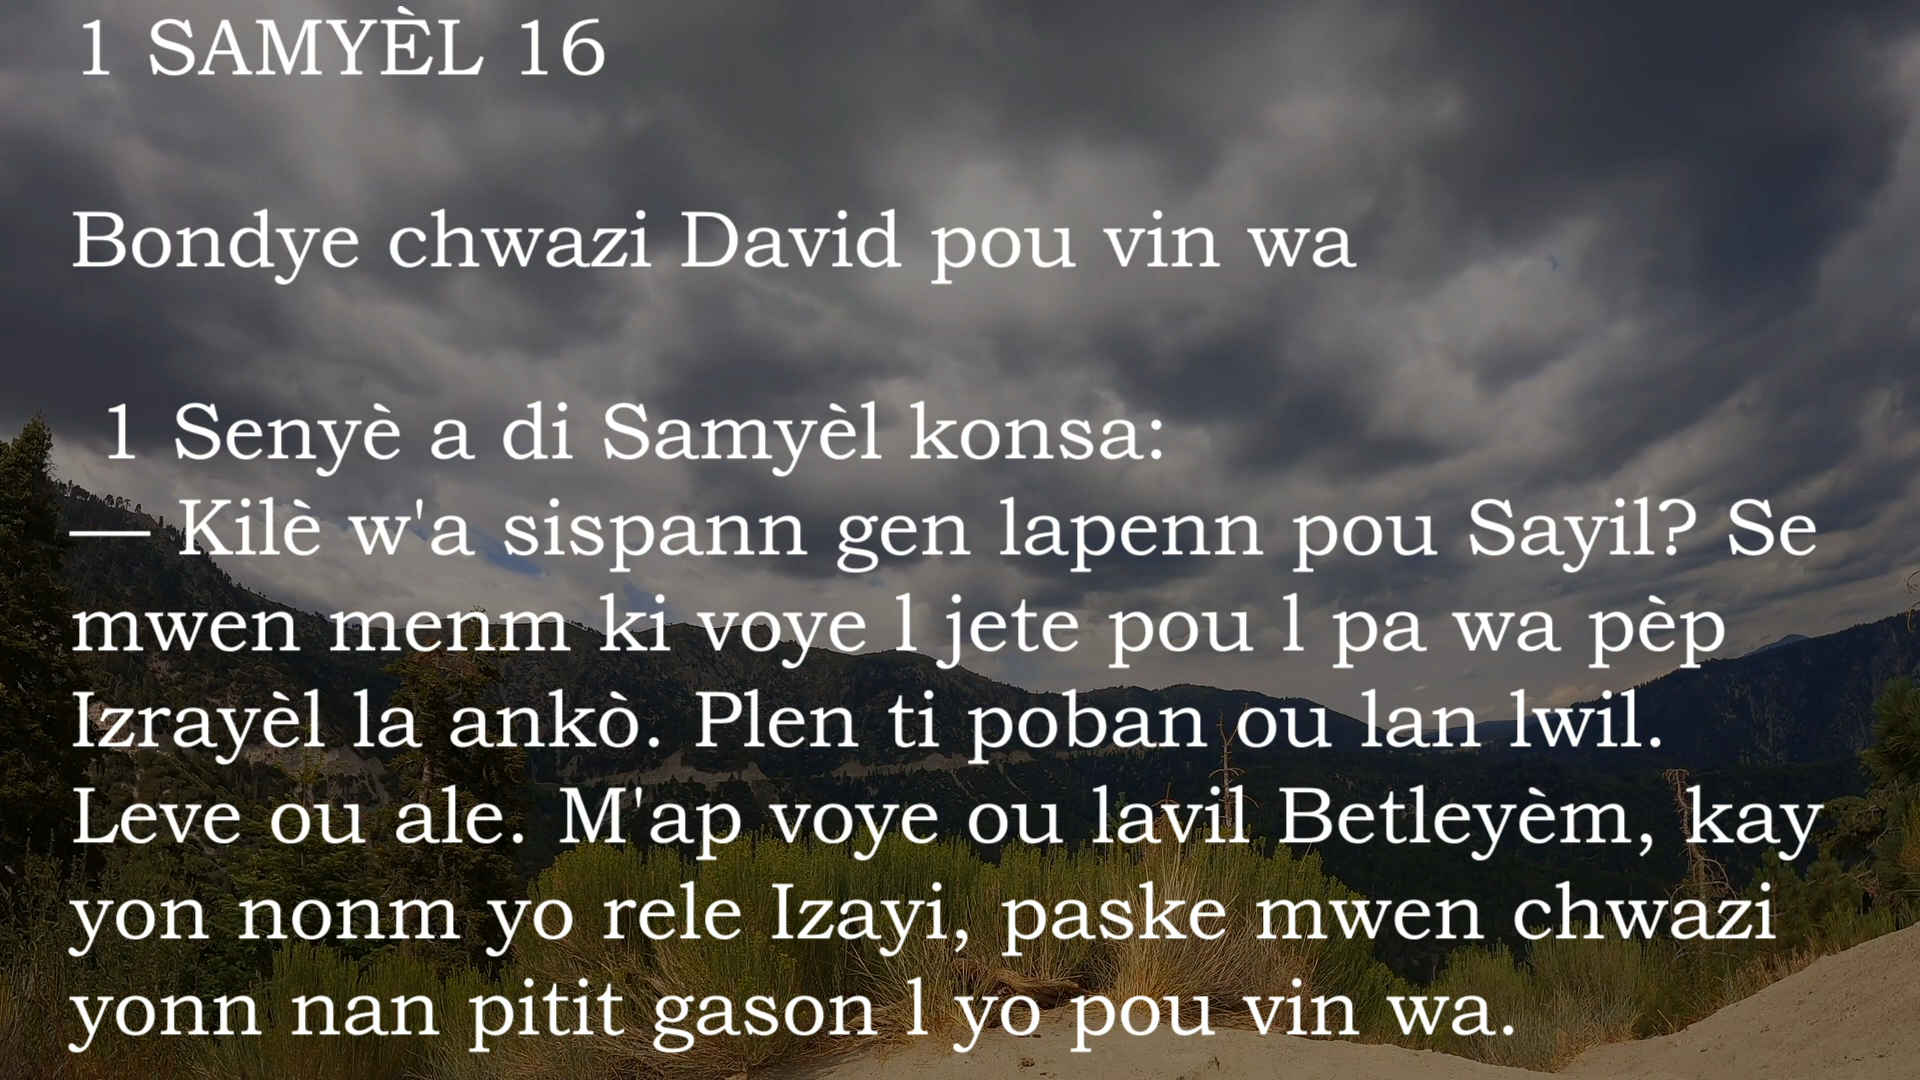 1 SAMYÈL 16
Bondye chwazi David pou vin wa
1 Senyè a di Samyèl konsa:
— Kilè w'a sispann gen lapenn pou Sayil? Se
mwen menm ki voye l jete pou l pa wa pèp
Izrayèl la ankò. Plen ti poban ou lan lwil.
Leve ou ale. M'ap voye ou lavil Betleyèm, kay
yon nonm yo rele Izayi, paske mwen chwazi
yonn nan pitit gason l yo pou vin wa.